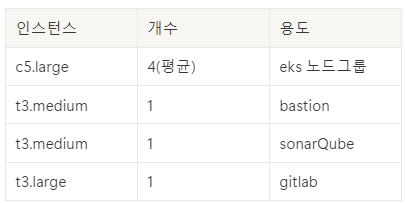 인스턴스 개수 용도
c5.large 4(평균) eks 노드그룹
t3.medium 1 bastion
t3.medium 1 sonarQube
t3.large 1 gitlab